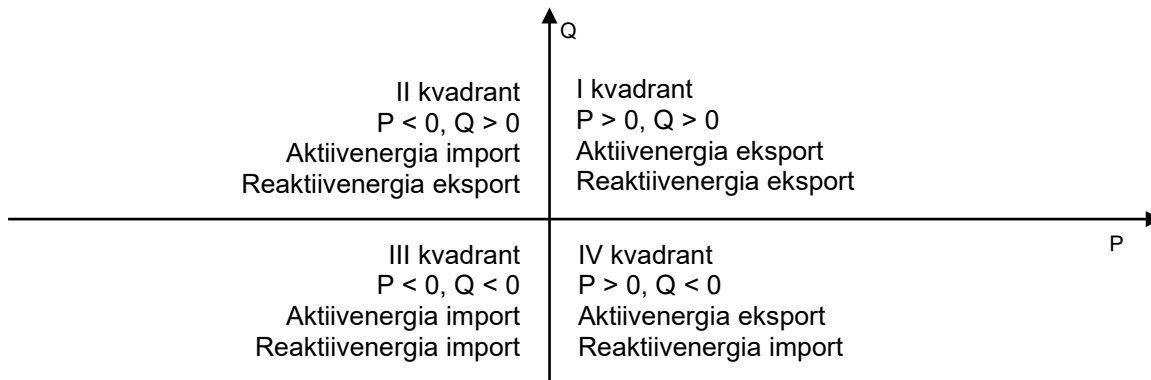 Q
II kvadrant
P < 0, Q > 0
Aktiivenergia import
Reaktiivenergia eksport
I kvadrant
P > 0, Q > 0
Aktiivenergia eksport
Reaktiivenergia eksport
P
III kvadrant
P < 0, Q < 0
Aktiivenergia import
Reaktiivenergia import
IV kvadrant
P > 0, Q < 0
Aktiivenergia eksport
Reaktiivenergia import